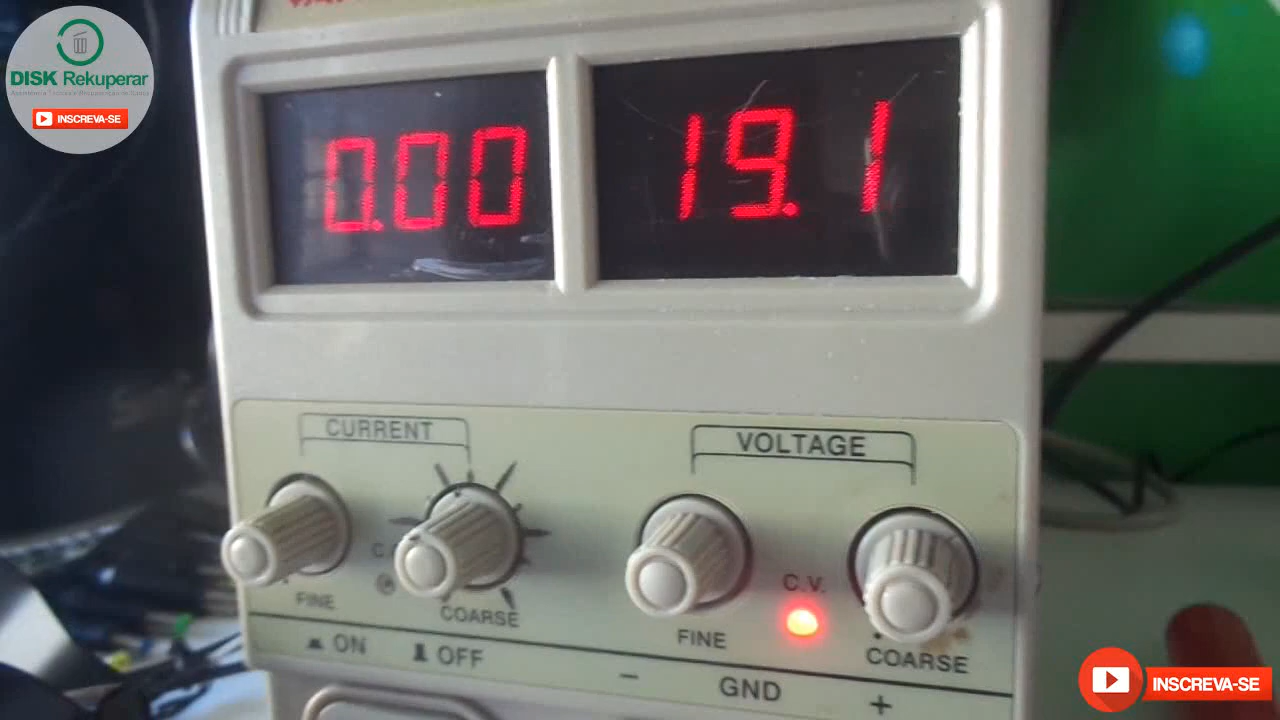 DISK Rekuperar
INSCREVA-SE
0.00
19.1
CURRENT
VOLTAGE
C.V.
FINE
COARSE
FINE
COARSE
ON
OFF
−
GND
+
INSCREVA-SE